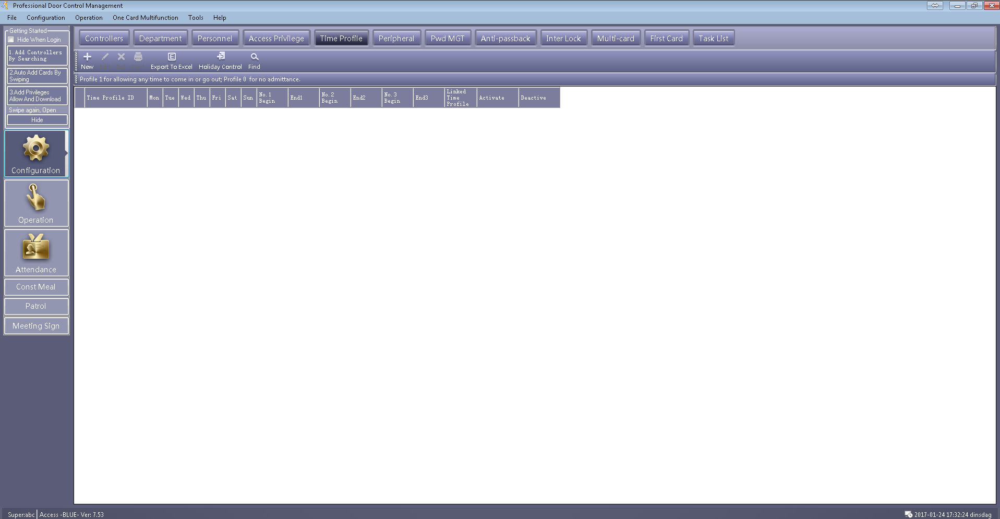 Professional Door Control Management
File Configuration Operation One Card Multifunction Tools Help
Getting Started
Hide When Login
1. Add Controllers
By Searching
2.Auto Add Cards By
Swiping
3.Add Privileges
Allow And Download
Swipe again, Open
Hide
Configuration
Operation
Attendance
Const Meal
Patrol
Meeting Sign
Controllers Department Personnel Access Privilege Time Profile Peripheral Pwd MGT Anti-passback Inter Lock Multi-card First Card Task List
New Export To Excel Holiday Control Find
Profile 1 for allowing any time to come in or go out; Profile 0 for no admittance.
Time Profile ID Mon Tue Wed Thu Fri Sat Sun No.1 Begin End1 No.2 Begin End2 No.3 Begin End3 Linked Time Profile Activate Deactive
Super:abc Access -BLUE- Ver: 7.53 2017-01-24 17:32:24 dinsdag